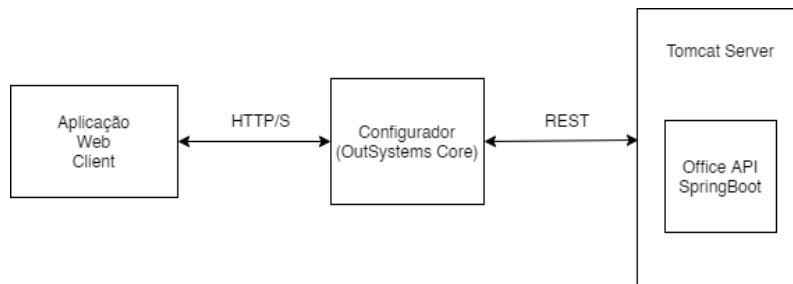 Aplicação
Web
Client
HTTP/S
Configurador
(OutSystems Core)
REST
Tomcat Server
Office API
SpringBoot